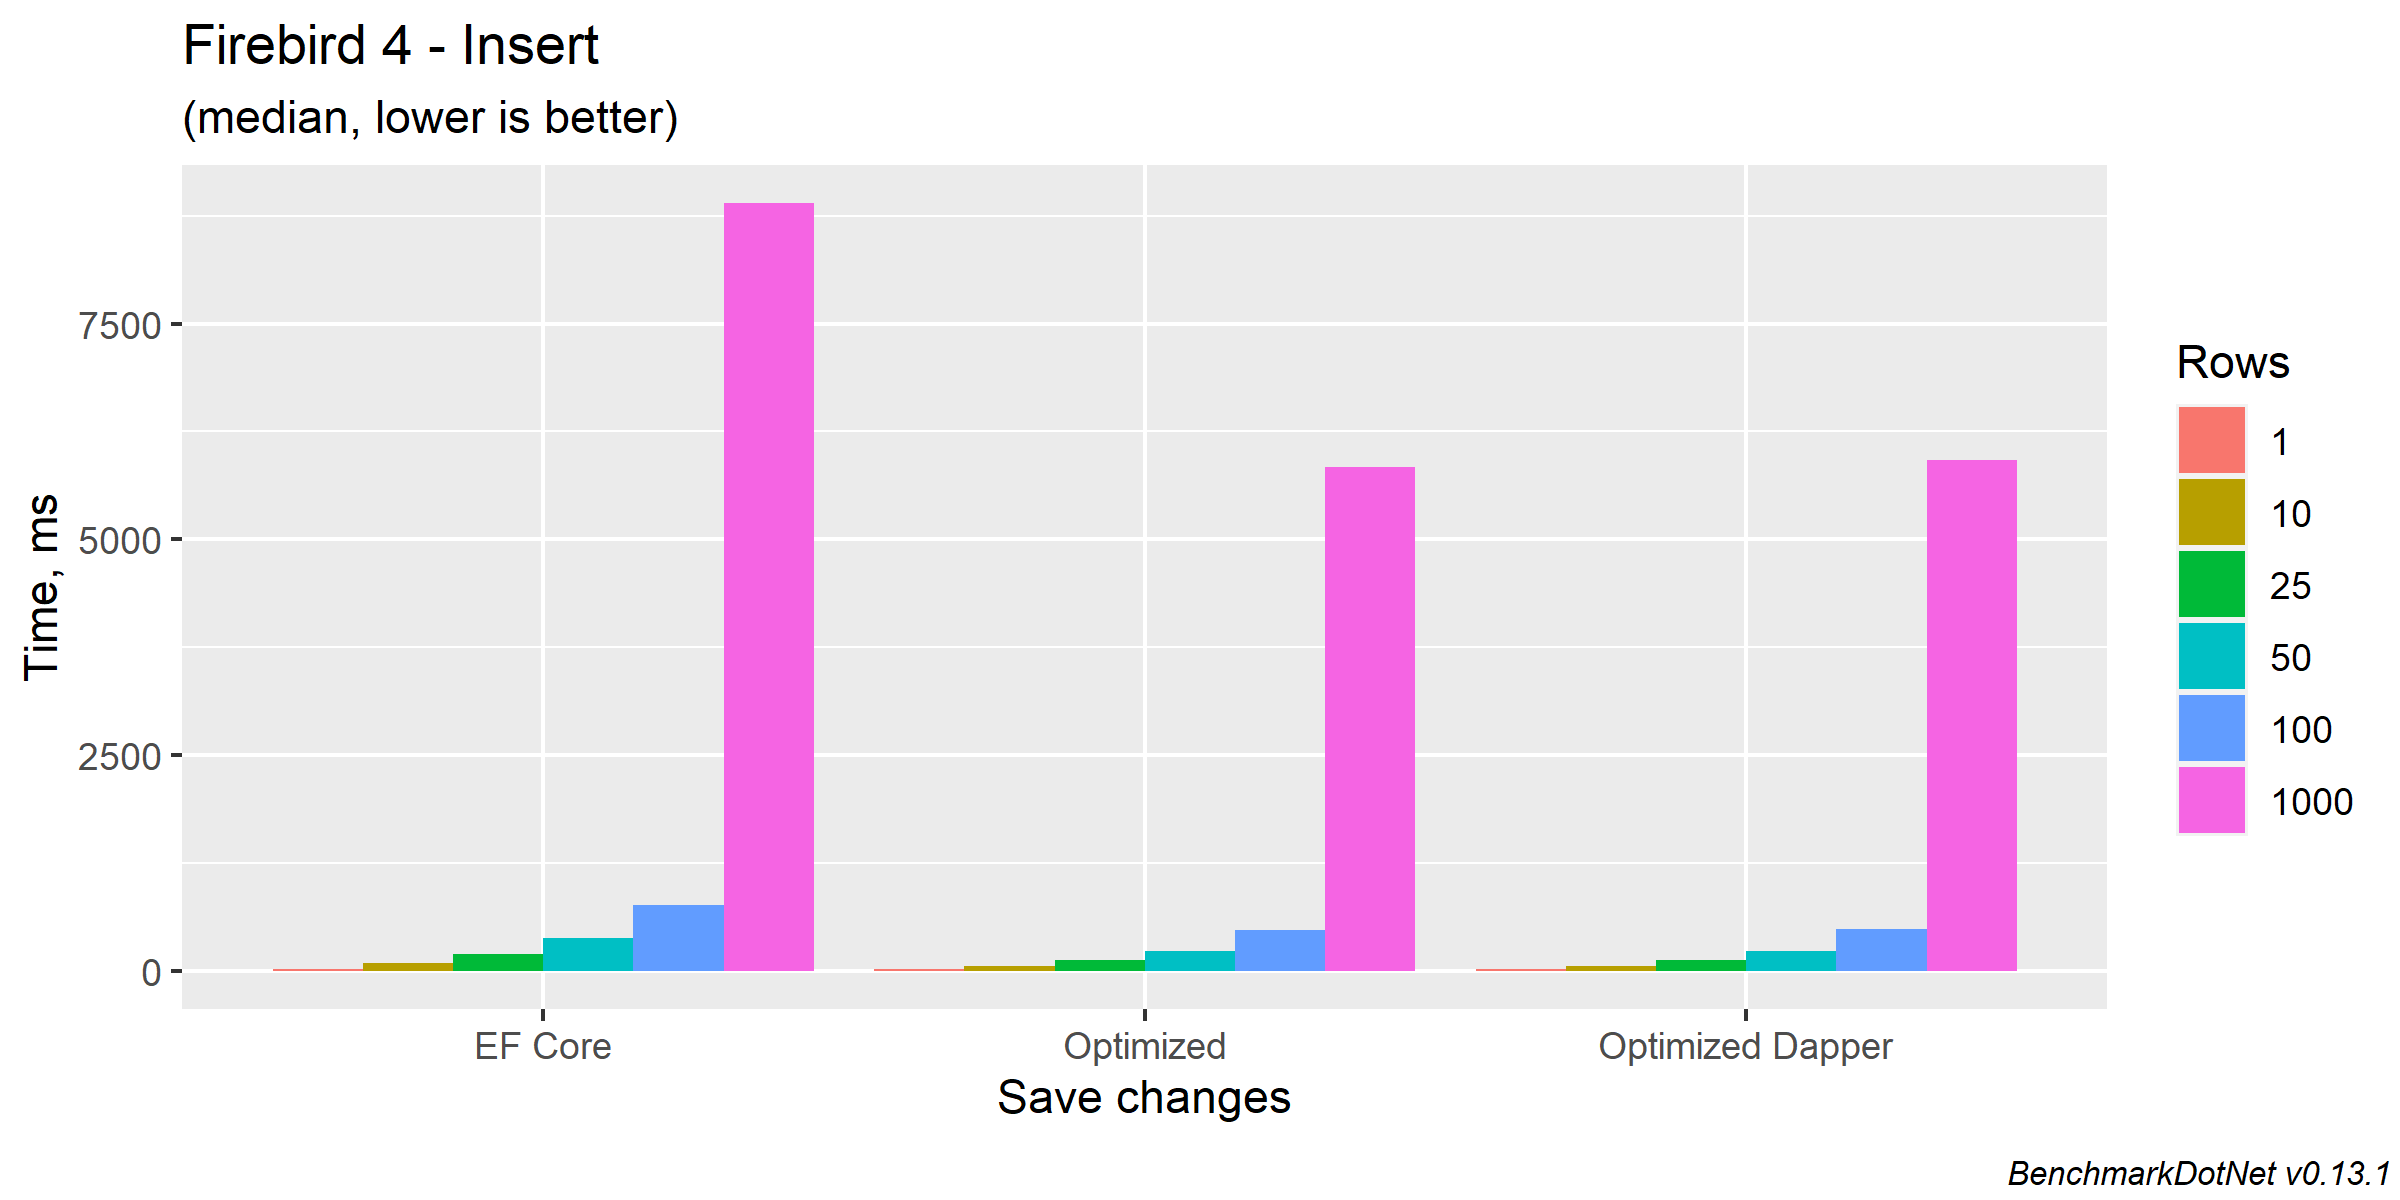 Firebird 4 - Insert
(median, lower is better)
Time, ms
7500
5000
2500
0
EF Core
Optimized
Optimized Dapper
Save changes
Rows
1
10
25
50
100
1000
BenchmarkDotNet v0.13.1